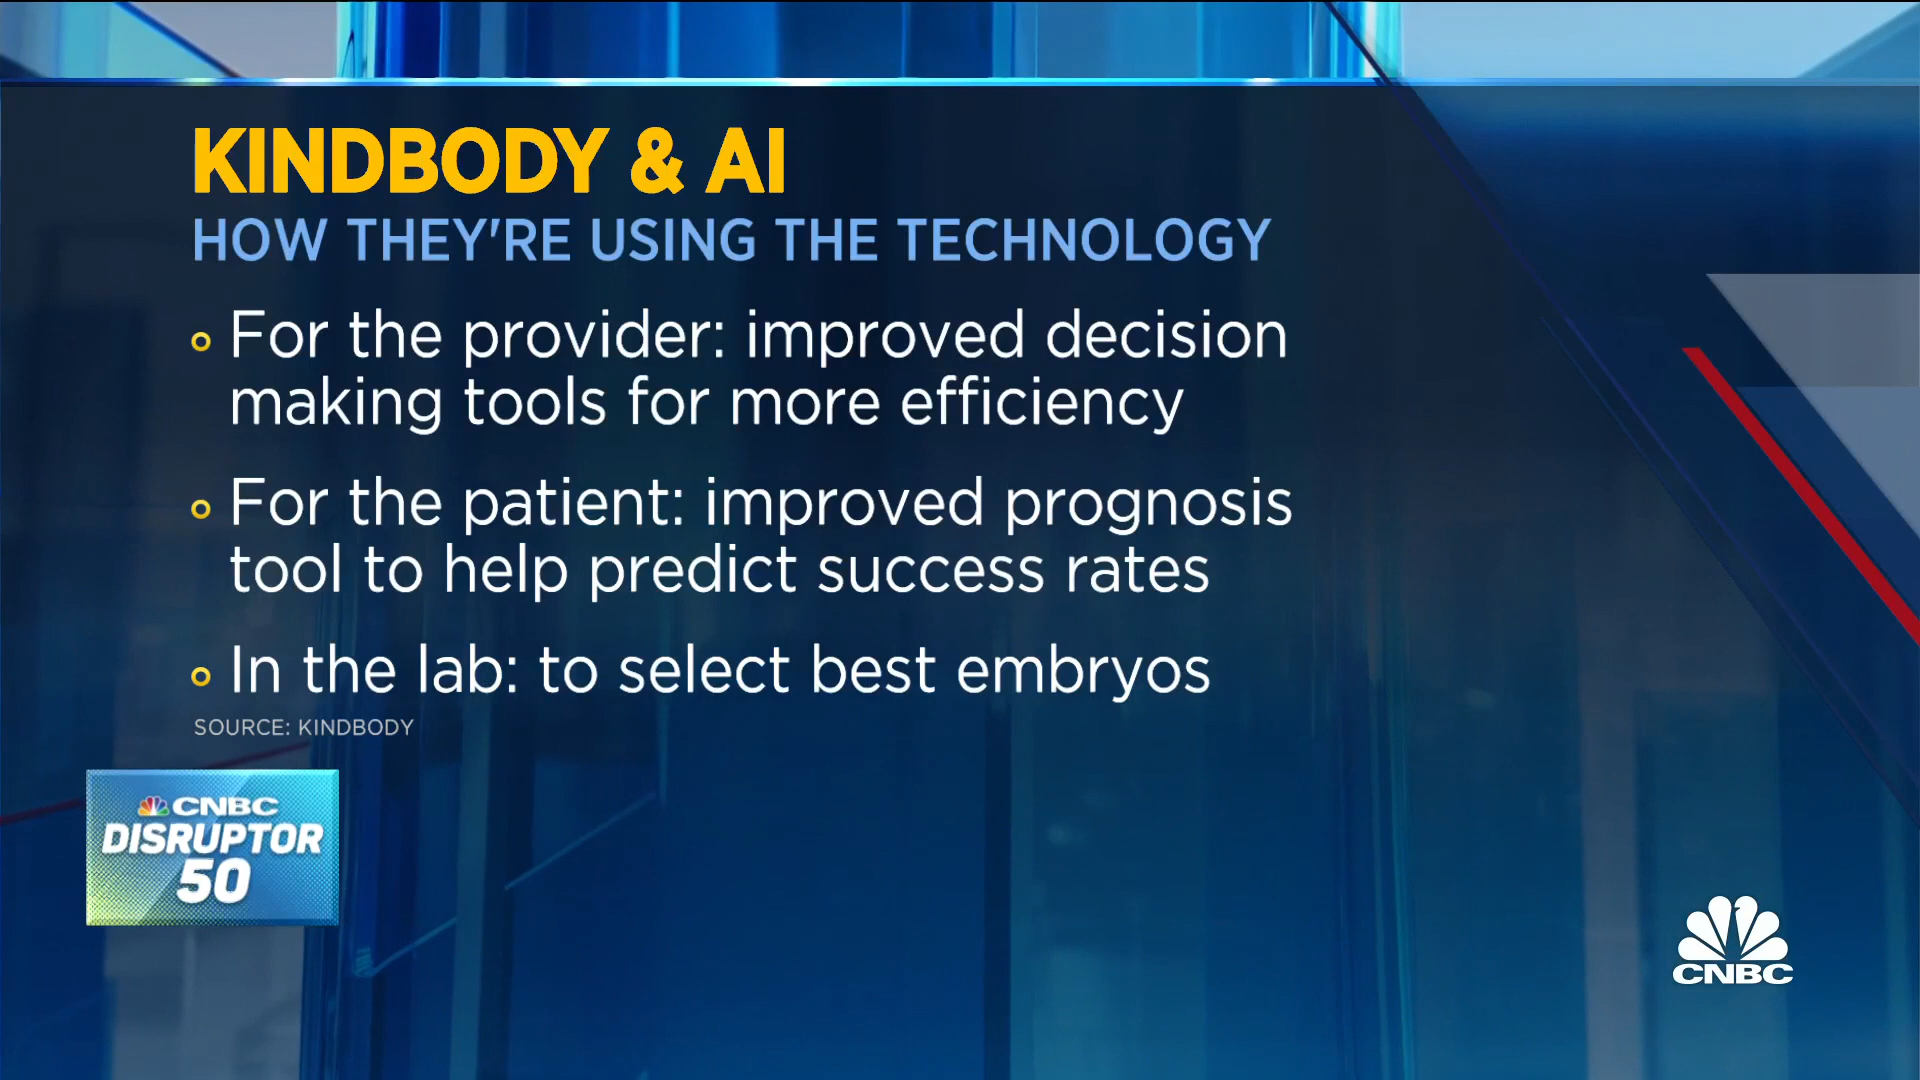 KINDBODY & AI
HOW THEY'RE USING THE TECHNOLOGY
For the provider: improved decision
making tools for more efficiency
For the patient: improved prognosis
tool to help predict success rates
In the lab: to select best embryos
SOURCE: KINDBODY
CNBC
DISRUPTOR
50
CNBC